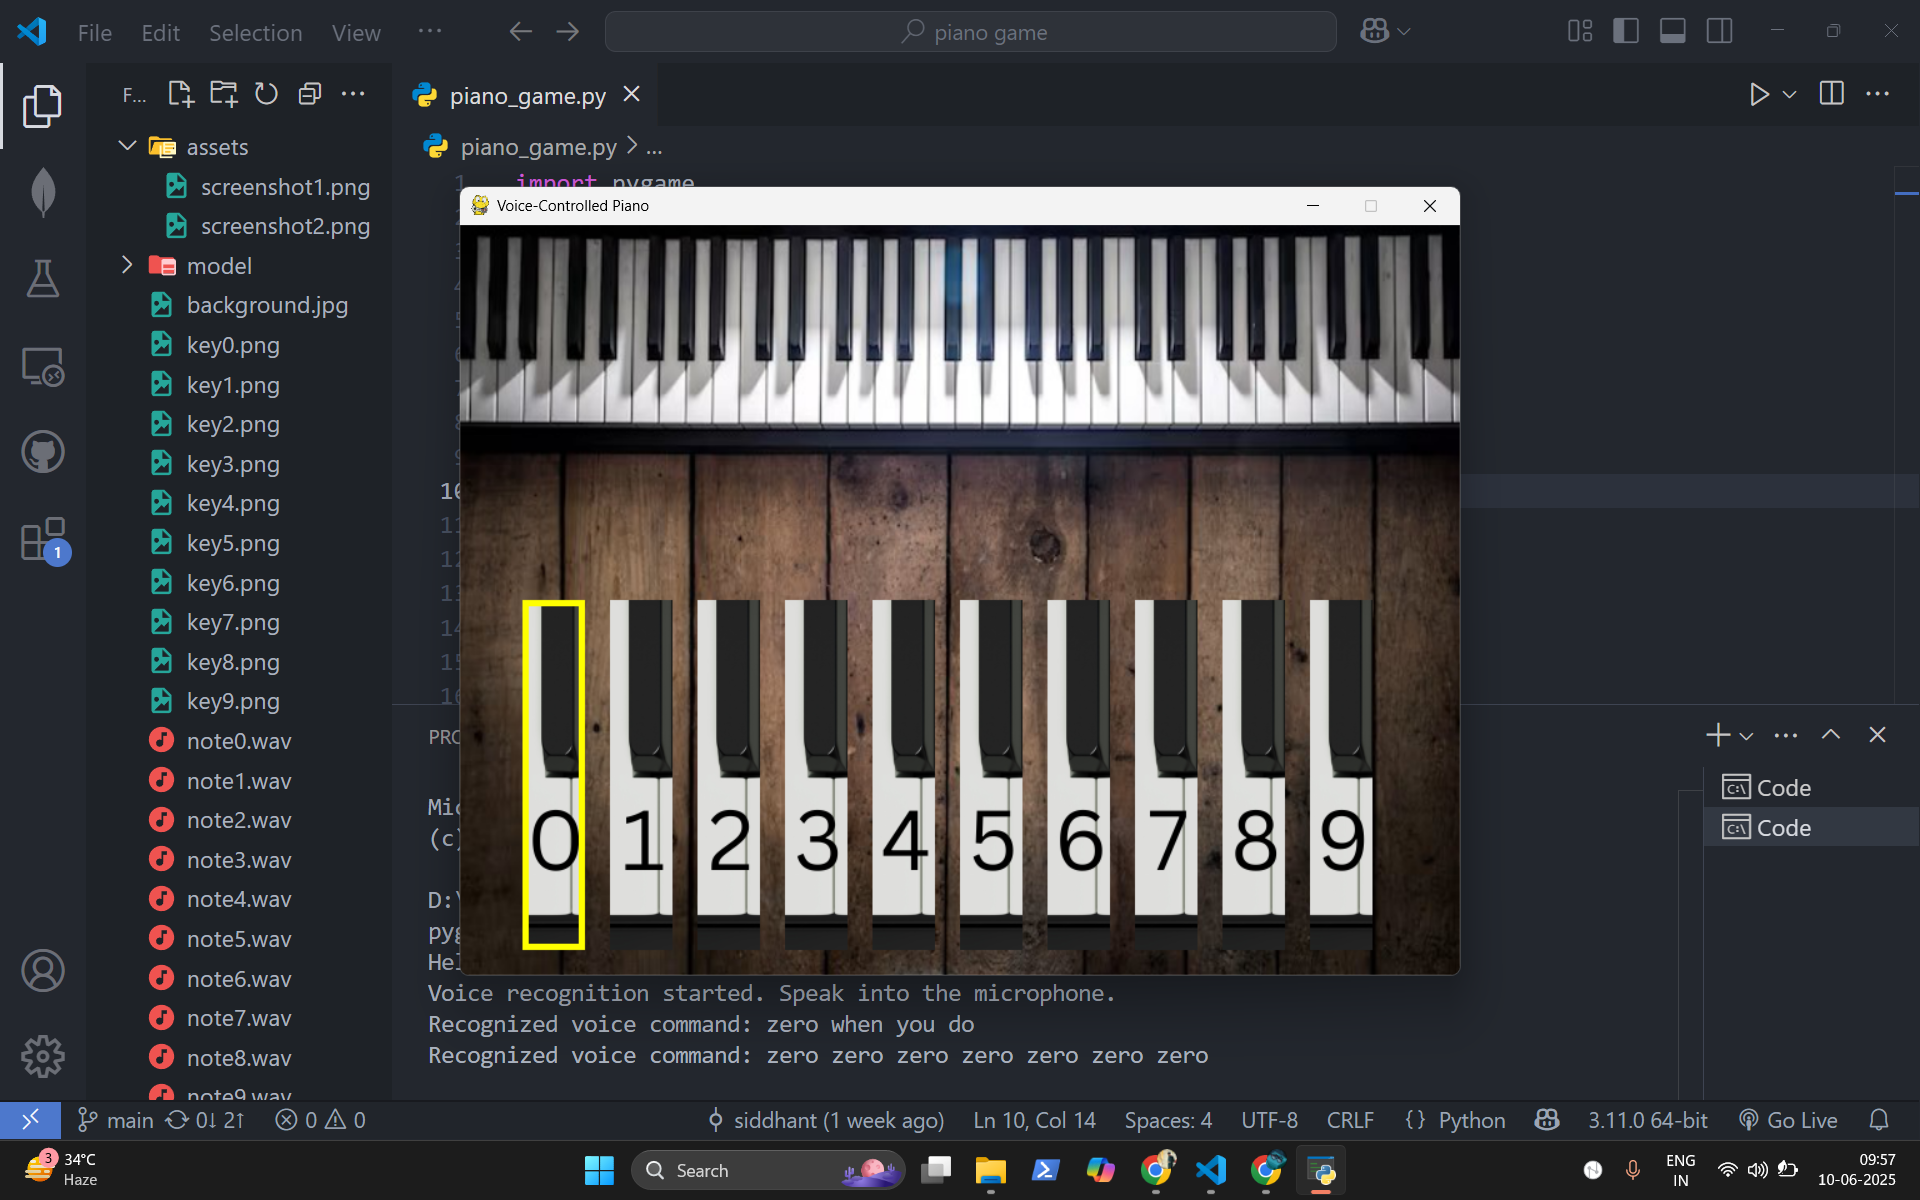 File Edit Selection View ...
piano game
F...
piano_game.py
assets
piano_game.py > ...
screenshot1.png
1 import pygame
Voice-Controlled Piano
screenshot2.png
model
background.jpg
key0.png
key1.png
key2.png
key3.png
key4.png
key5.png
key6.png
key7.png
key8.png
key9.png
note0.wav
note1.wav
note2.wav
note3.wav
note4.wav
note5.wav
note6.wav
note7.wav
note8.wav
note9.wav
11
12
13
15
0 1 2 3 4 5 6 7 8 9
Code
Code
Voice recognition started. Speak into the microphone.
Recognized voice command: zero when you do
Recognized voice command: zero zero zero zero zero zero zero
1
main 0↓ 2↑ 0 0 siddhant (1 week ago) Ln 10, Col 14 Spaces: 4 UTF-8 CRLF {} Python 3.11.0 64-bit Go Live
3
34°C
Haze
Search
ENG
IN
09:57
10-06-2025